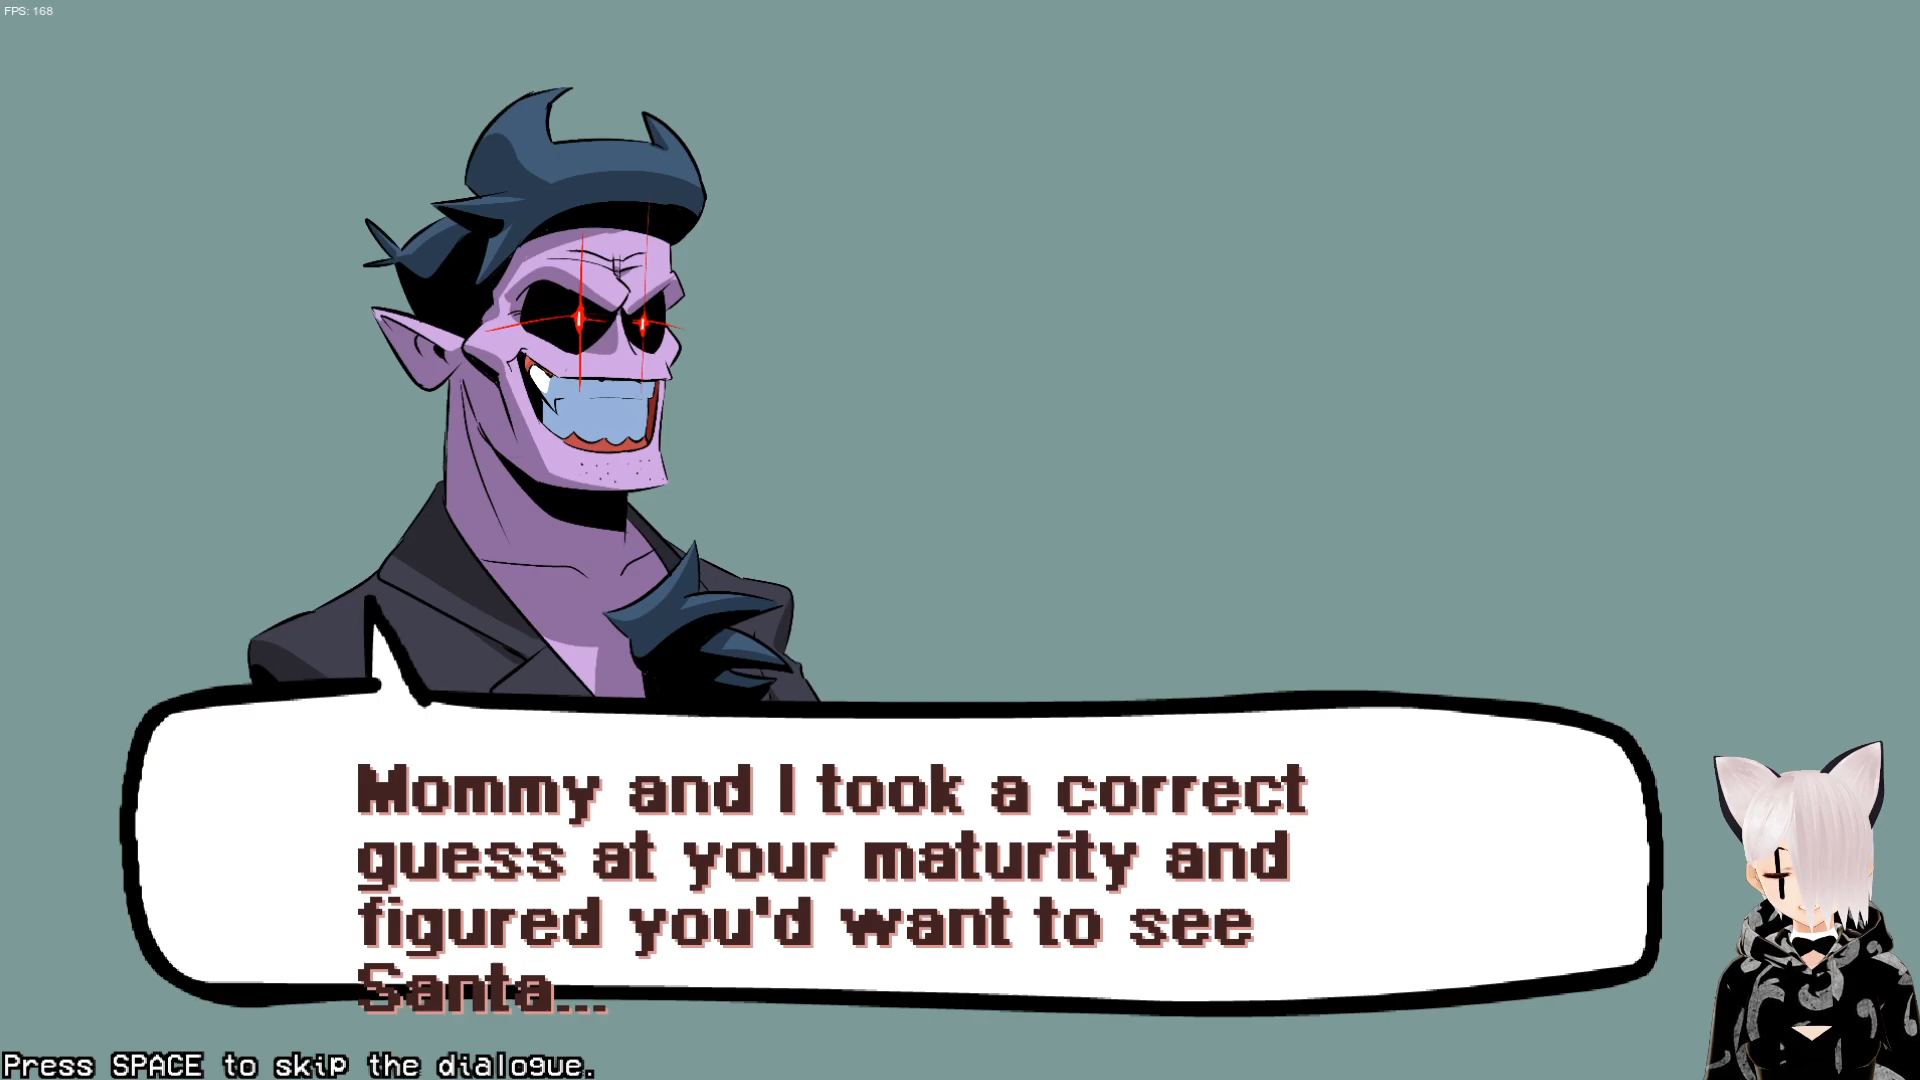 FPS: 168
Mommy and I took a correct
guess at your maturity and
figured you'd want to see
Santa...
Press SPACE to skip the dialogue.